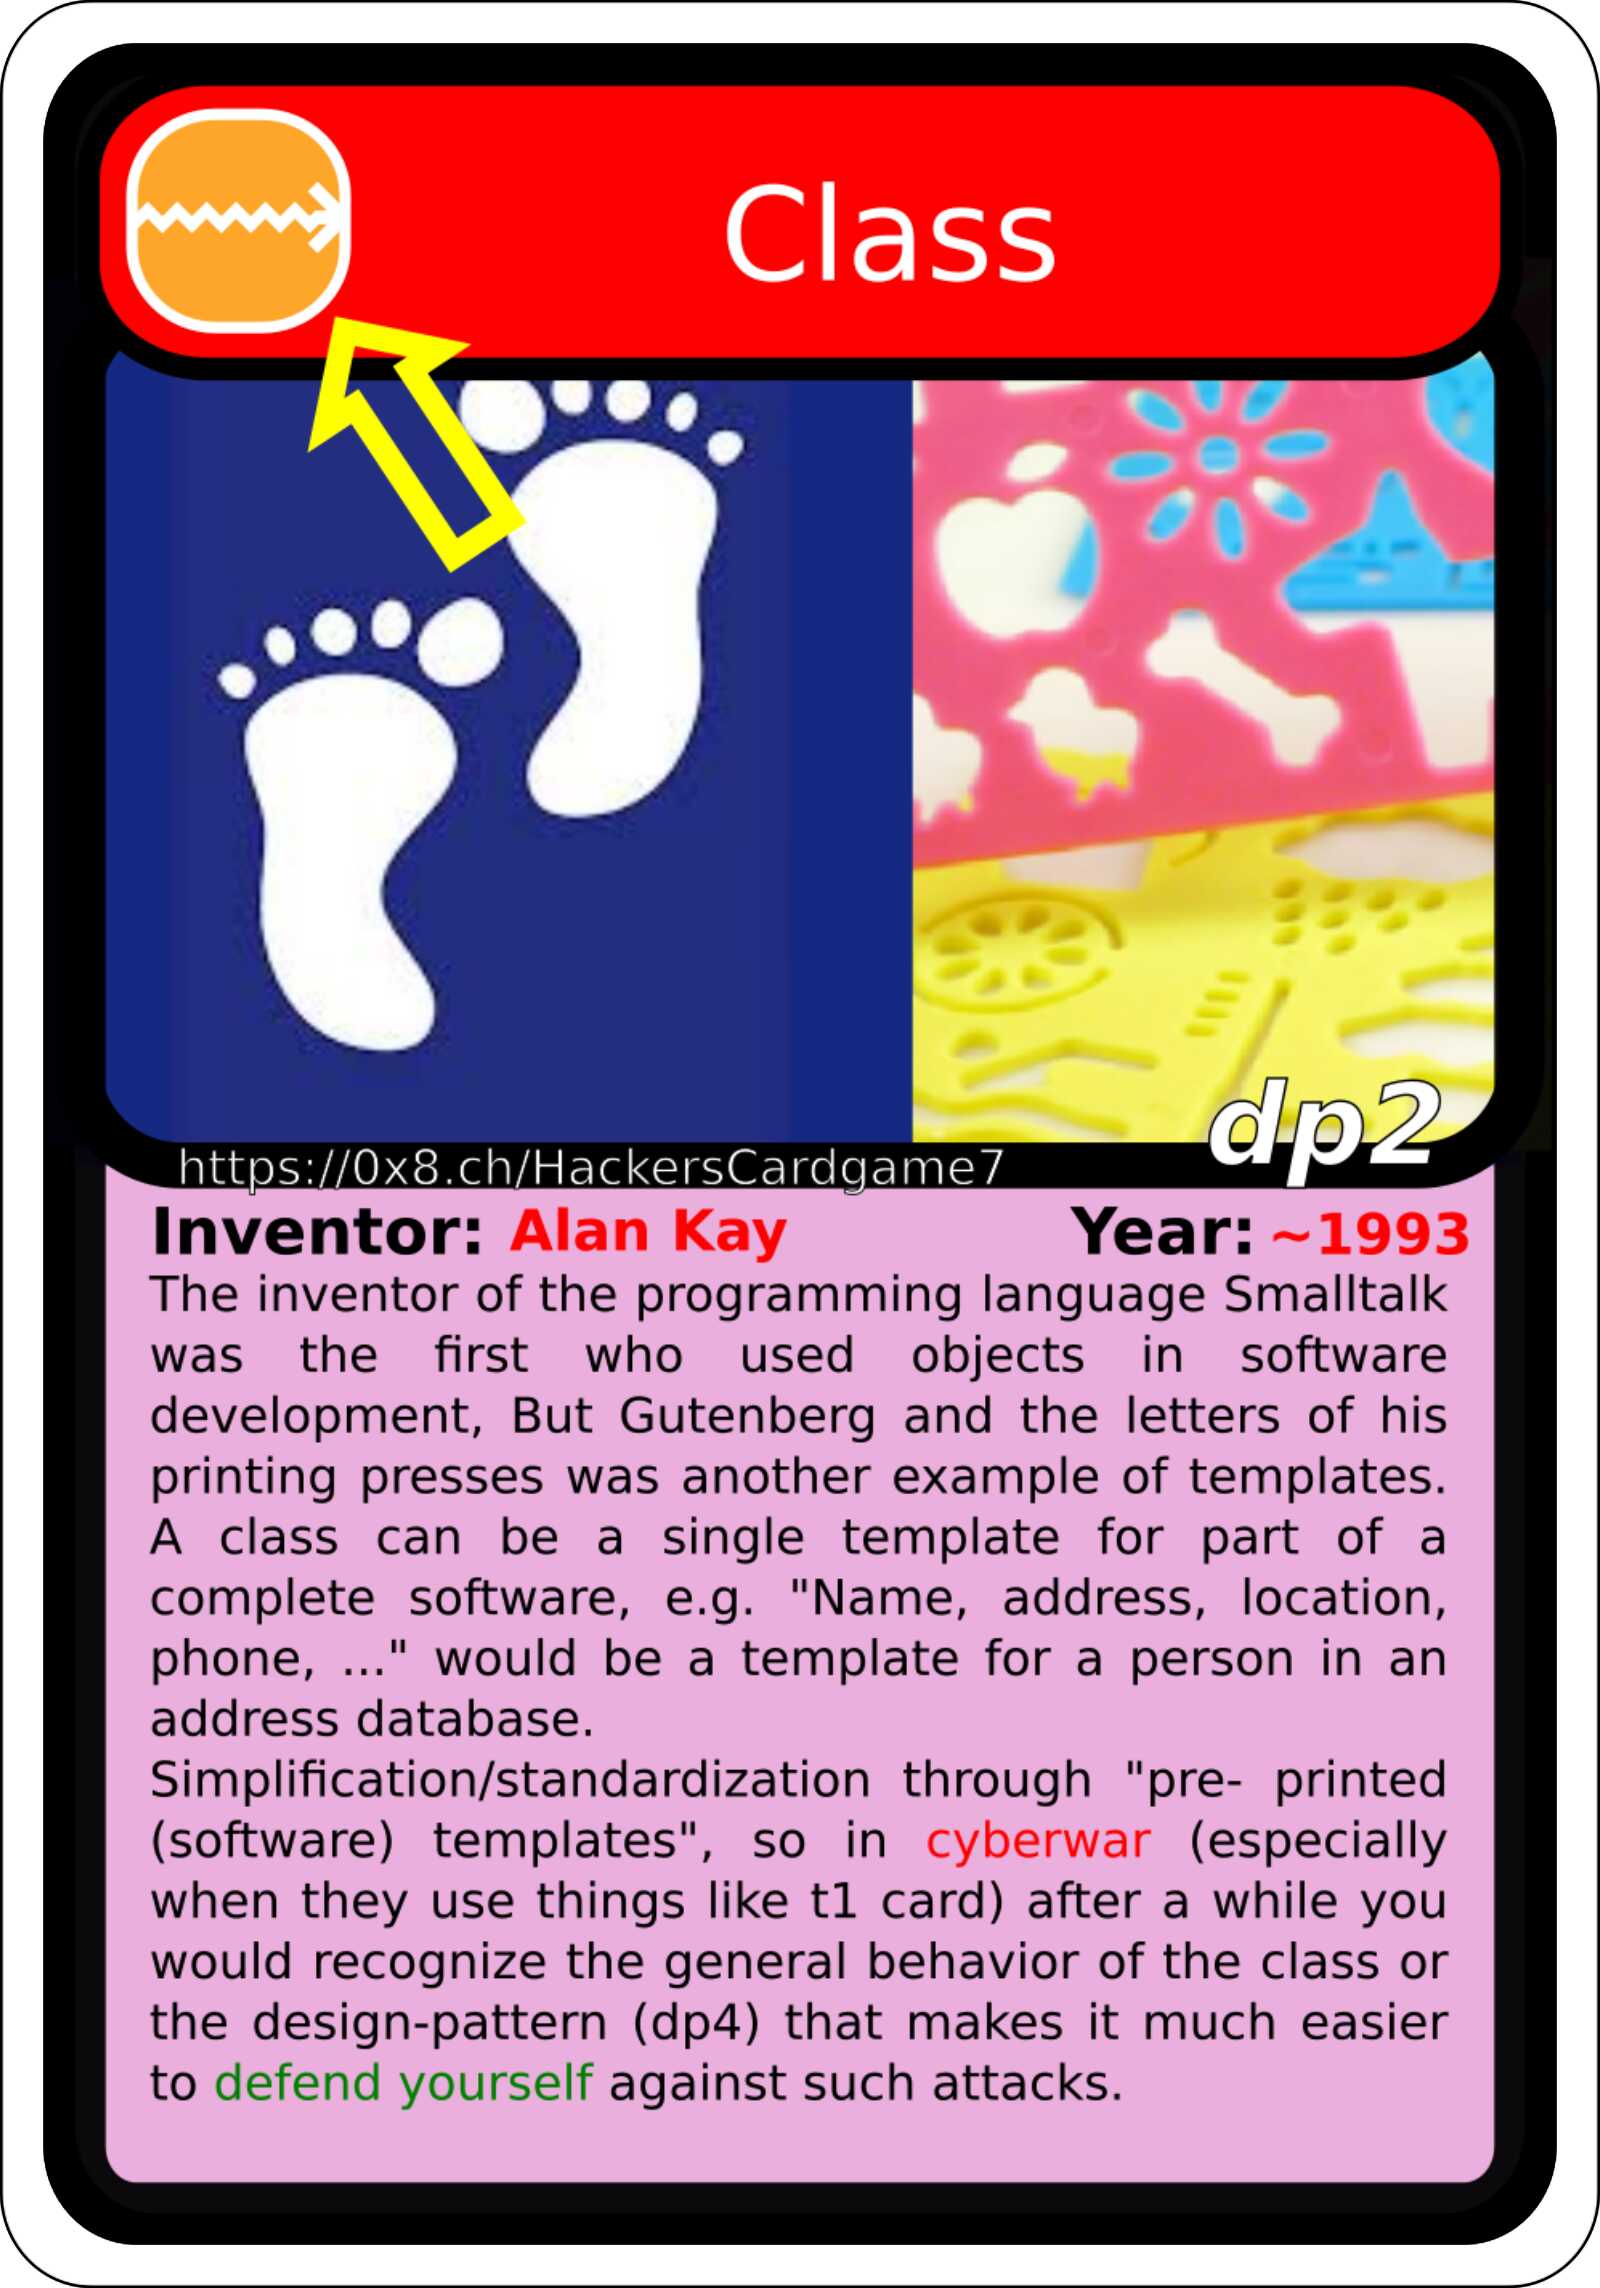 Class
dp2
https://0x8.ch/HackersCardgame7
Inventor: Alan Kay Year: ~1993
The inventor of the programming language Smalltalk
was the first who used objects in software
development, But Gutenberg and the letters of his
printing presses was another example of templates.
A class can be a single template for part of a
complete software, e.g. "Name, address, location,
phone, ..." would be a template for a person in an
address database.
Simplification/standardization through "pre- printed
(software) templates", so in cyberwar (especially
when they use things like t1 card) after a while you
would recognize the general behavior of the class or
the design-pattern (dp4) that makes it much easier
to defend yourself against such attacks.